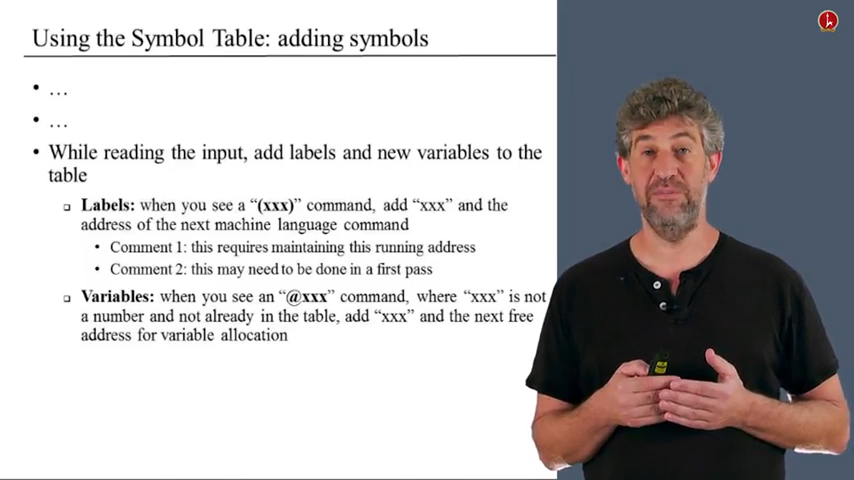 Using the Symbol Table: adding symbols
• …
• …
• While reading the input, add labels and new variables to the
table
❑ Labels: when you see a “(xxx)” command, add “xxx” and the
address of the next machine language command
• Comment 1: this requires maintaining this running address
• Comment 2: this may need to be done in a first pass
❑ Variables: when you see an “@xxx” command, where “xxx” is not
a number and not already in the table, add “xxx” and the next free
address for variable allocation